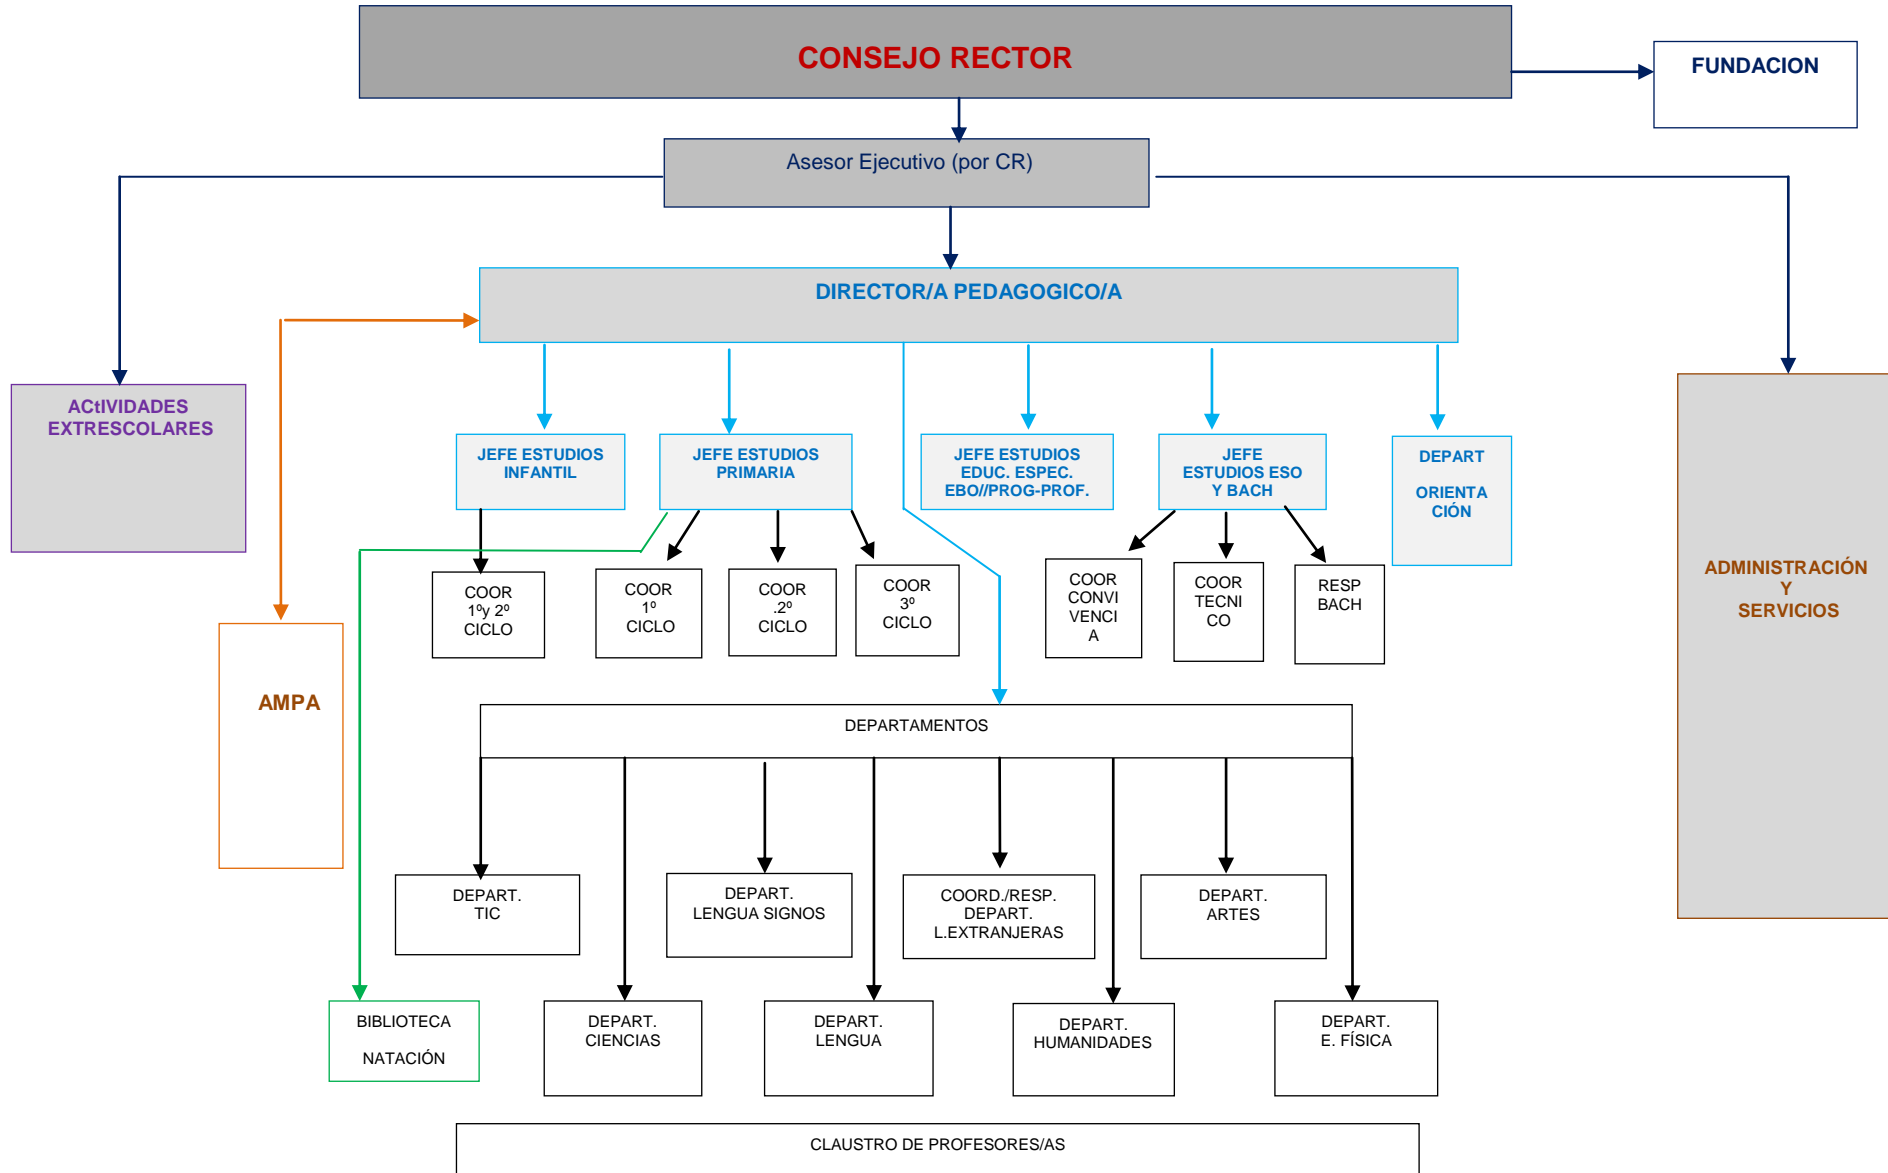 CONSEJO RECTOR
FUNDACION
Asesor Ejecutivo (por CR)
DIRECTOR/A PEDAGOGICO/A
ACtIVIDADES
EXTRESCOLARES
JEFE ESTUDIOS
INFANTIL
JEFE ESTUDIOS
PRIMARIA
JEFE ESTUDIOS
EDUC. ESPEC.
EBO//PROG-PROF.
JEFE
ESTUDIOS ESO
Y BACH
DEPART
ORIENTA
CIÓN
ADMINISTRACIÓN
Y
SERVICIOS
COOR
1ºy 2º
CICLO
COOR
1º
CICLO
COOR
.2º
CICLO
COOR
3º
CICLO
COOR
CONVI
VENCI
A
COOR
TECNI
CO
RESP
BACH
AMPA
DEPARTAMENTOS
DEPART.
TIC
DEPART.
LENGUA SIGNOS
COORD./RESP.
DEPART.
L.EXTRANJERAS
DEPART.
ARTES
BIBLIOTECA
NATACIÓN
DEPART.
CIENCIAS
DEPART.
LENGUA
DEPART.
HUMANIDADES
DEPART.
E. FÍSICA
CLAUSTRO DE PROFESORES/AS